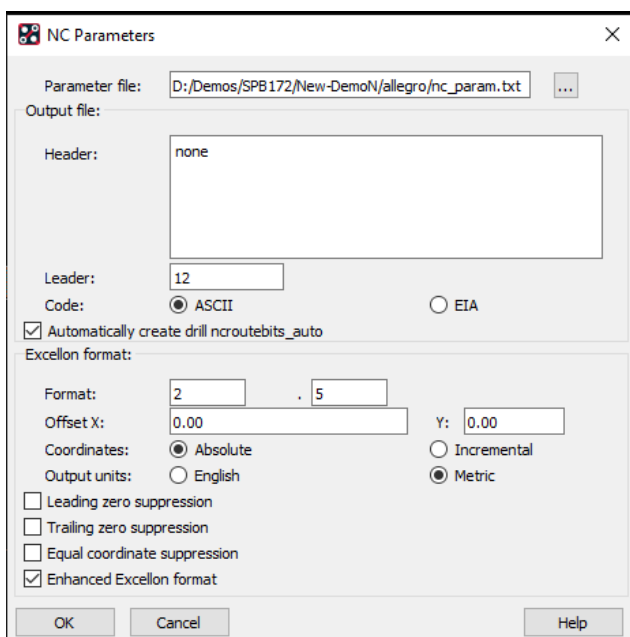 NC Parameters
Parameter file: D:/Demos/SPB172/New-DemoN/allegro/nc_param.txt ...
Output file:
Header: none
Leader: 12
Code: ASCII EIA
Automatically create drill ncroutebits_auto
Excellon format:
Format: 2 . 5
Offset X: 0.00 Y: 0.00
Coordinates: Absolute Incremental
Output units: English Metric
Leading zero suppression
Trailing zero suppression
Equal coordinate suppression
Enhanced Excellon format
OK Cancel Help